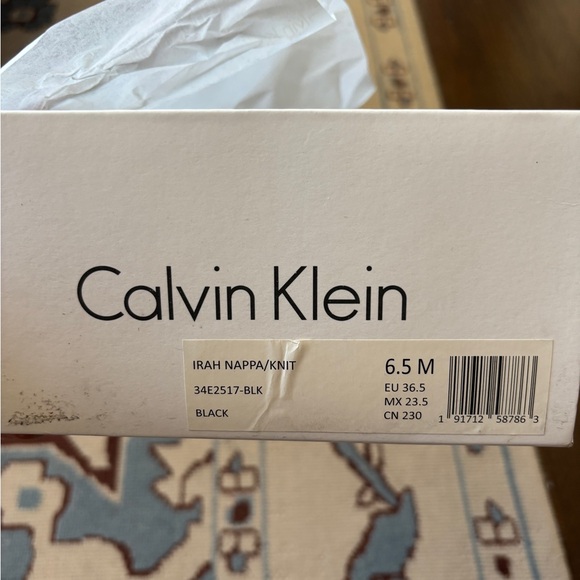 Calvin Klein
IRAH NAPPA/KNIT
34E2517-BLK
BLACK
6.5 M
EU 36.5
MX 23.5
CN 230
1 91712 58786 3